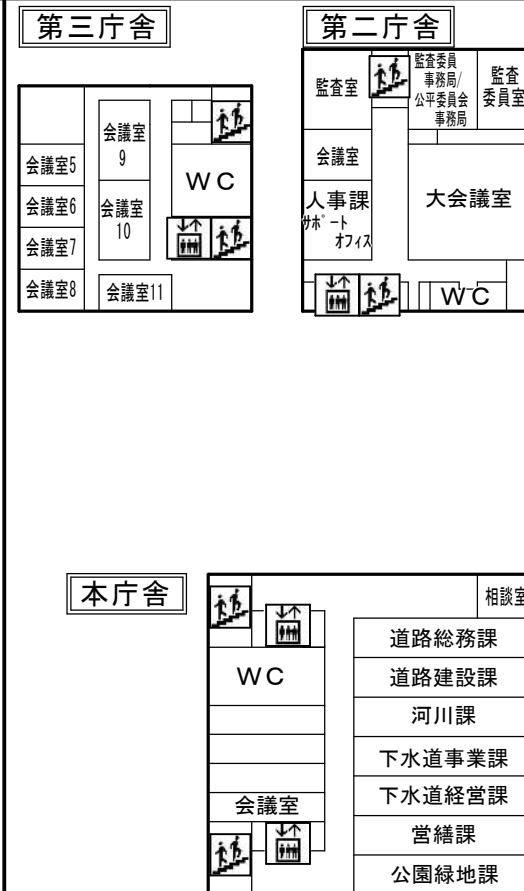 第三庁舎
会議室
9
会議室5
会議室6
会議室7
会議室8
会議室
10
会議室11
ＷＣ
第二庁舎
監査室
監査委員
事務局/
公平委員会
事務局
監査
委員室
会議室
人事課
ｻﾎﾟｰﾄ
ｵﾌｨｽ
大会議室
ＷＣ
本庁舎
相談室
ＷＣ
会議室
道路総務課
道路建設課
河川課
下水道事業課
下水道経営課
営繕課
公園緑地課